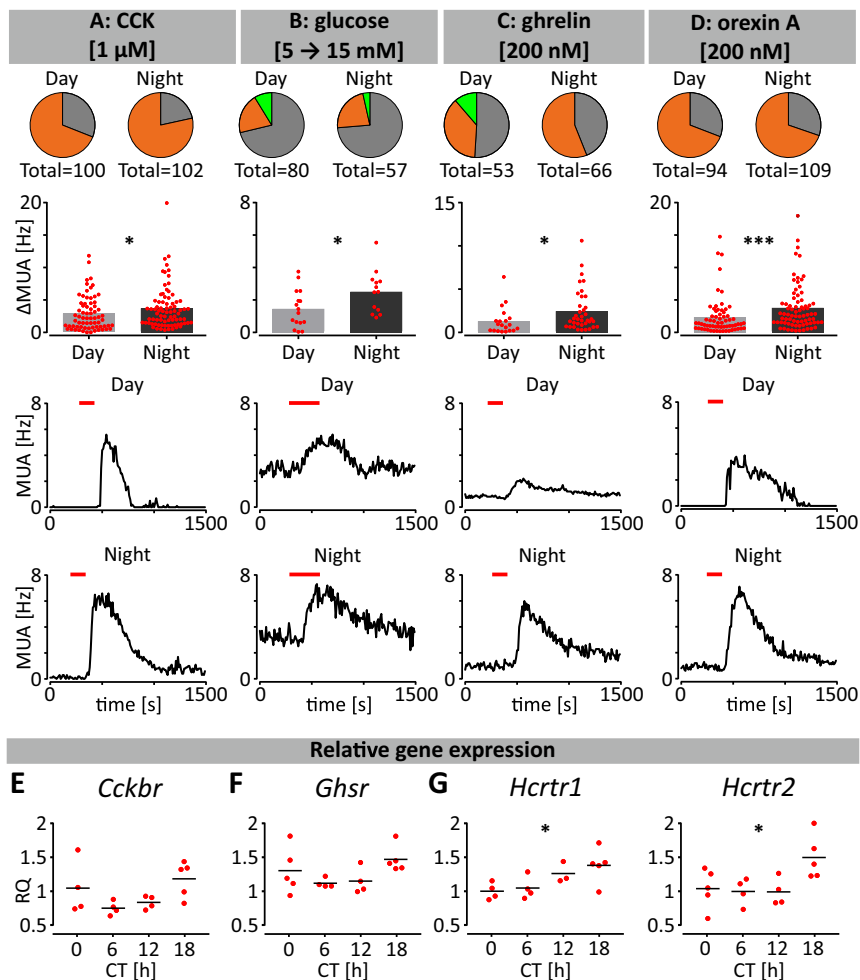 A: CCK
[1 µM]
B: glucose
[5 → 15 mM]
C: ghrelin
[200 nM]
D: orexin A
[200 nM]
Day Night Day Night Day Night Day Night
Total=100 Total=102 Total=80 Total=57 Total=53 Total=66 Total=94 Total=109
ΔMUA [Hz]
20
0
*
Day Night
8
0
*
Day Night
15
0
*
Day Night
20
0
***
Day Night
Day
MUA [Hz]
8
0
0 1500
Day
8
0
0 1500
Day
8
0
0 1500
Day
8
0
0 1500
Night
MUA [Hz]
8
0
0 1500
time [s]
Night
8
0
0 1500
time [s]
Night
8
0
0 1500
time [s]
Night
8
0
0 1500
time [s]
Relative gene expression
E Cckbr
RQ
2
1.5
1
0.5
0 6 12 18
CT [h]
F Ghsr
2
1.5
1
0.5
0 6 12 18
CT [h]
G Hcrtr1
*
2
1.5
1
0.5
0 6 12 18
CT [h]
Hcrtr2
*
2
1.5
1
0.5
0 6 12 18
CT [h]